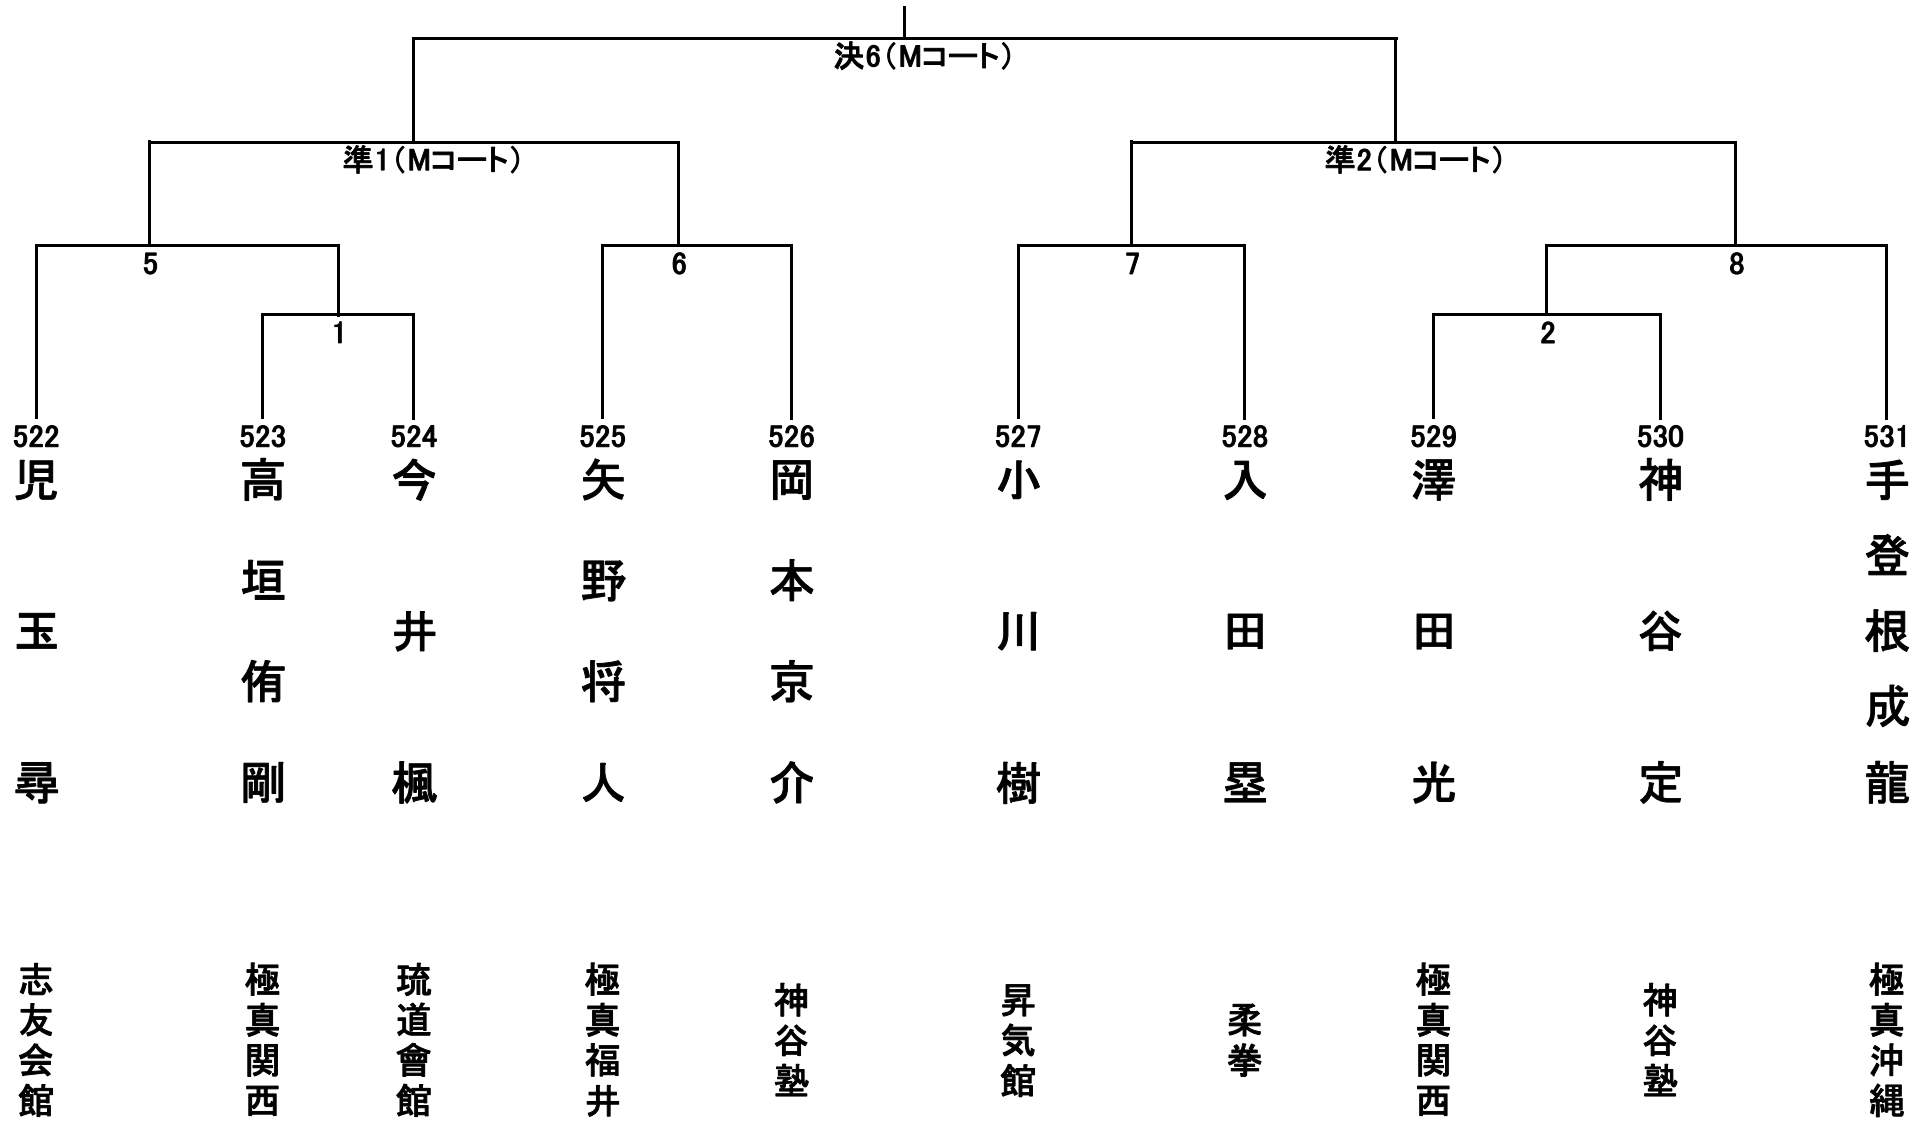 決6(Mコート)
準1(Mコート)
準2(Mコート)
5
6
7
8
1
2
522
523
524
525
526
527
528
529
530
531
児玉尋
高垣侑剛
今井楓
矢野将人
岡本京介
小川樹
入田塁
澤田光
神谷定
手登根成龍
志友会館
極真関西
琉道會館
極真福井
神谷塾
昇気館
柔拳
極真関西
神谷塾
極真沖縄